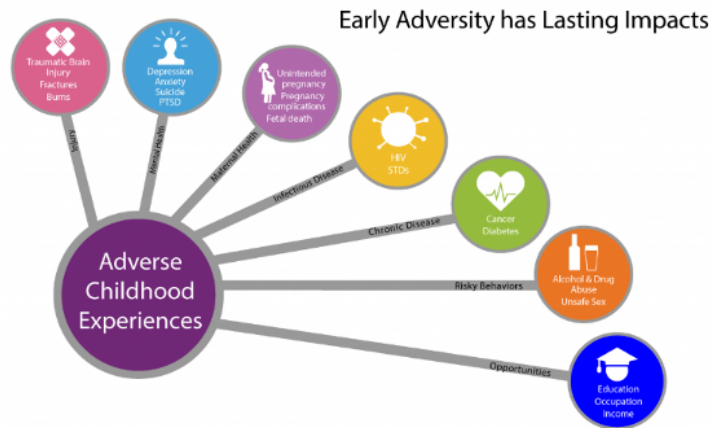 Early Adversity has Lasting Impacts
Traumatic Brain
Injury
Fractures
Burns
Depression
Anxiety
Suicide
PTSD
Unintended
pregnancy
Pregnancy
complications
Fetal death
HIV
STDs
Cancer
Diabetes
Alcohol & Drug
Abuse
Unsafe Sex
Education
Occupation
Income
Injury
Mental Health
Maternal Health
Infectious Disease
Chronic Disease
Risky Behaviors
Opportunities
Adverse
Childhood
Experiences